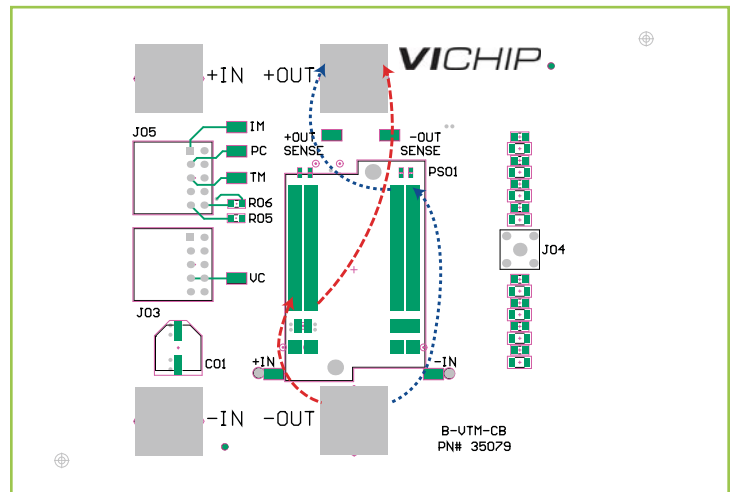 VICHIP
+IN +OUT
J05
IM
PC
TM
R06
R05
+OUT
SENSE
-OUT
SENSE
PS01
J04
VC
J03
C01
+IN
-IN
-IN -OUT
B-VTM-CB
PN# 35079